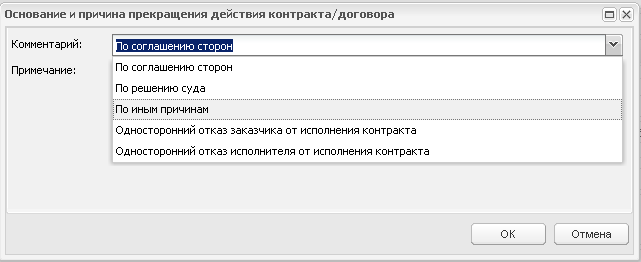 Основание и причина прекращения действия контракта/договора
Комментарий: По соглашению сторон
Примечание:
По соглашению сторон
По решению суда
По иным причинам
Односторонний отказ заказчика от исполнения контракта
Односторонний отказ исполнителя от исполнения контракта
OK Отмена